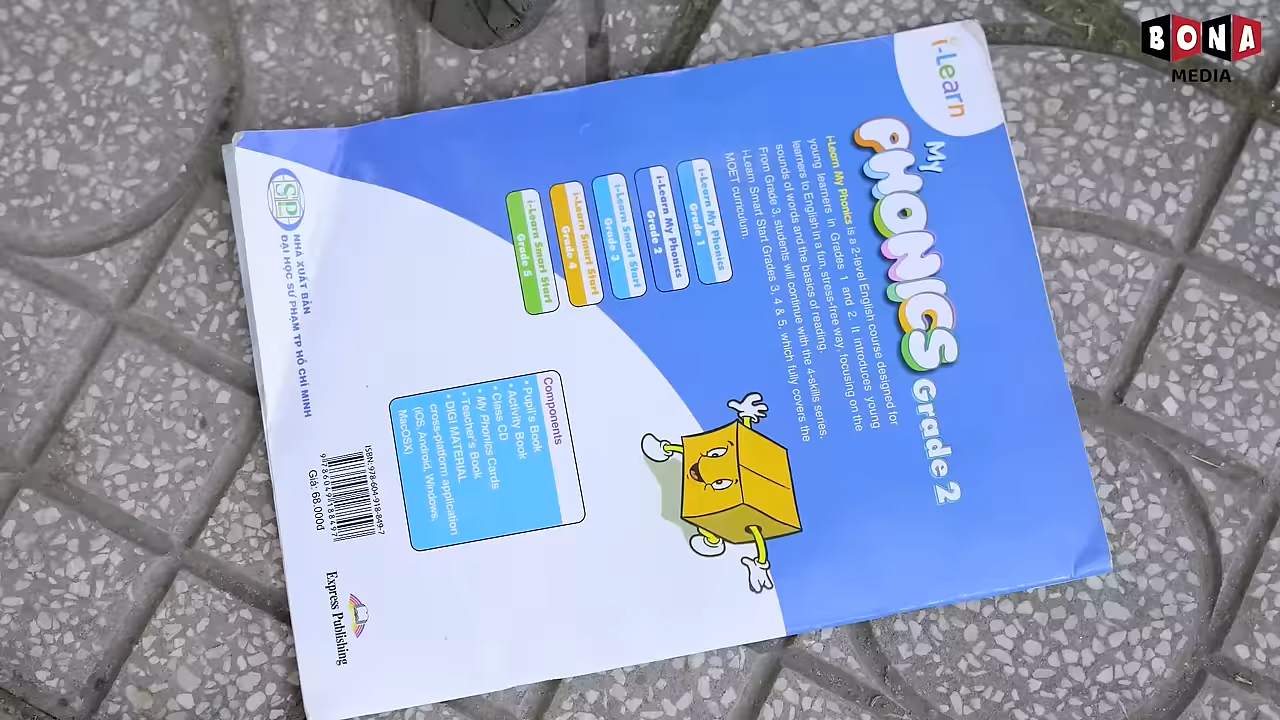 BONA
MEDIA
i-Learn
My
PHONICS
Grade 2
i-Learn My Phonics is a 2-level English course designed for
young learners in Grades 1 and 2. It introduces young
learners to English in a fun, stress-free way, focusing on the
sounds of words and the basics of reading.
From Grade 3, students will continue with the 4-skills series.
i-Learn Smart Start Grades 3, 4 & 5, which fully covers the
MOET curriculum.
i-Learn My Phonics
Grade 1
i-Learn My Phonics
Grade 2
i-Learn Smart Start
Grade 3
i-Learn Smart Start
Grade 4
i-Learn Smart Start
Grade 5
Components
• Pupil's Book
• Activity Book
• Class CD
• My Phonics Cards
• Teacher's Book
• DIGI MATERIAL
cross-platform application
(iOS, Android, Windows,
MacOSX)
NHÀ XUẤT BẢN
ĐẠI HỌC SƯ PHẠM TP HỒ CHÍ MINH
Giá: 68.000đ
Express Publishing